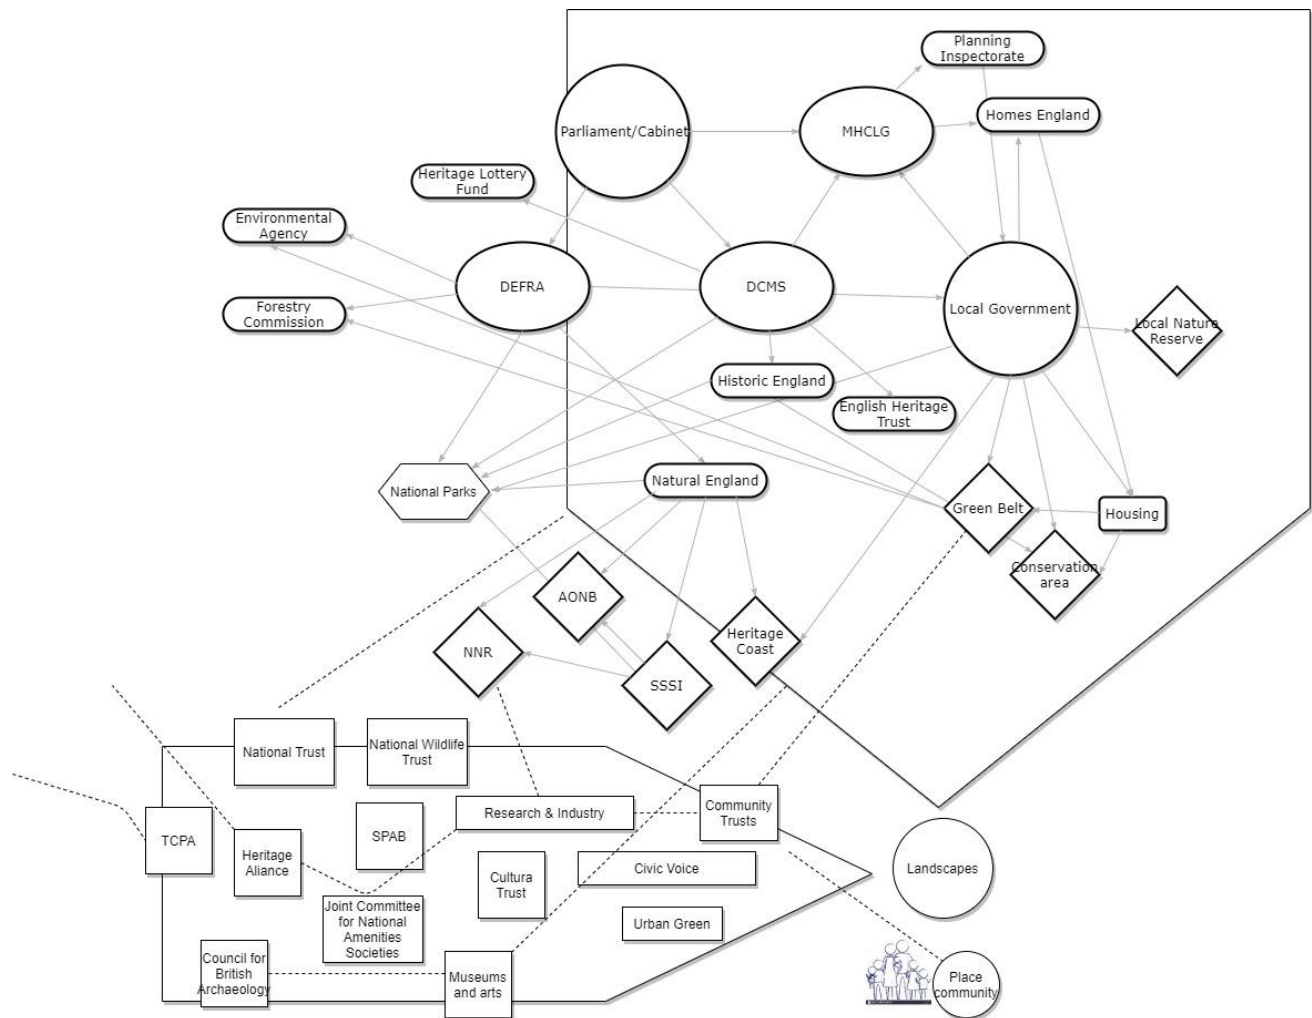 Planning
Inspectorate
Homes England
Parliament/Cabinet
MHCLG
Heritage Lottery
Fund
Environmental
Agency
DEFRA
DCMS
Local Government
Forestry
Commission
Local Nature
Reserve
Historic England
English Heritage
Trust
National Parks
Natural England
Green Belt
Housing
Conservation
area
AONB
Heritage
Coast
NNR
SSSI
National Trust
National Wildlife
Trust
Research & Industry
Community
Trusts
TCPA
SPAB
Heritage
Aliance
Civic Voice
Landscapes
Cultura
Trust
Joint Committee
for National
Amenities
Societies
Urban Green
Council for
British
Archaeology
Museums
and arts
Place
community